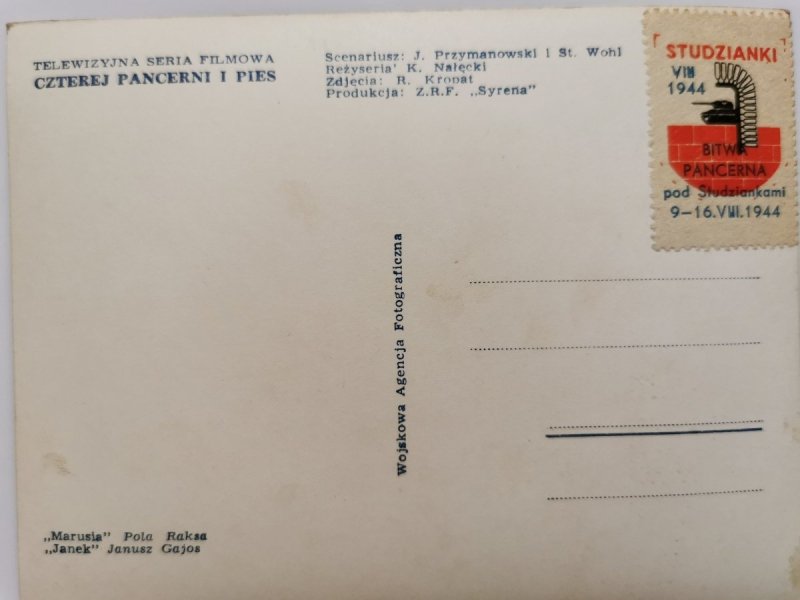 TELEWIZYJNA SERIA FILMOWA
CZTEREJ PANCERNI I PIES
Scenariusz: J. Przymanowski i St. Wohl
Reżyseria' K. Nałęcki
Zdjęcia: R. Kropat
Produkcja: Z.R.F. „Syrena”
STUDZIANKI
VIII
1944
BITWA
PANCERNA
pod Studziankami
9–16.VIII.1944
Wojskowa Agencja Fotograficzna
„Marusia” Pola Raksa
„Janek” Janusz Gajos